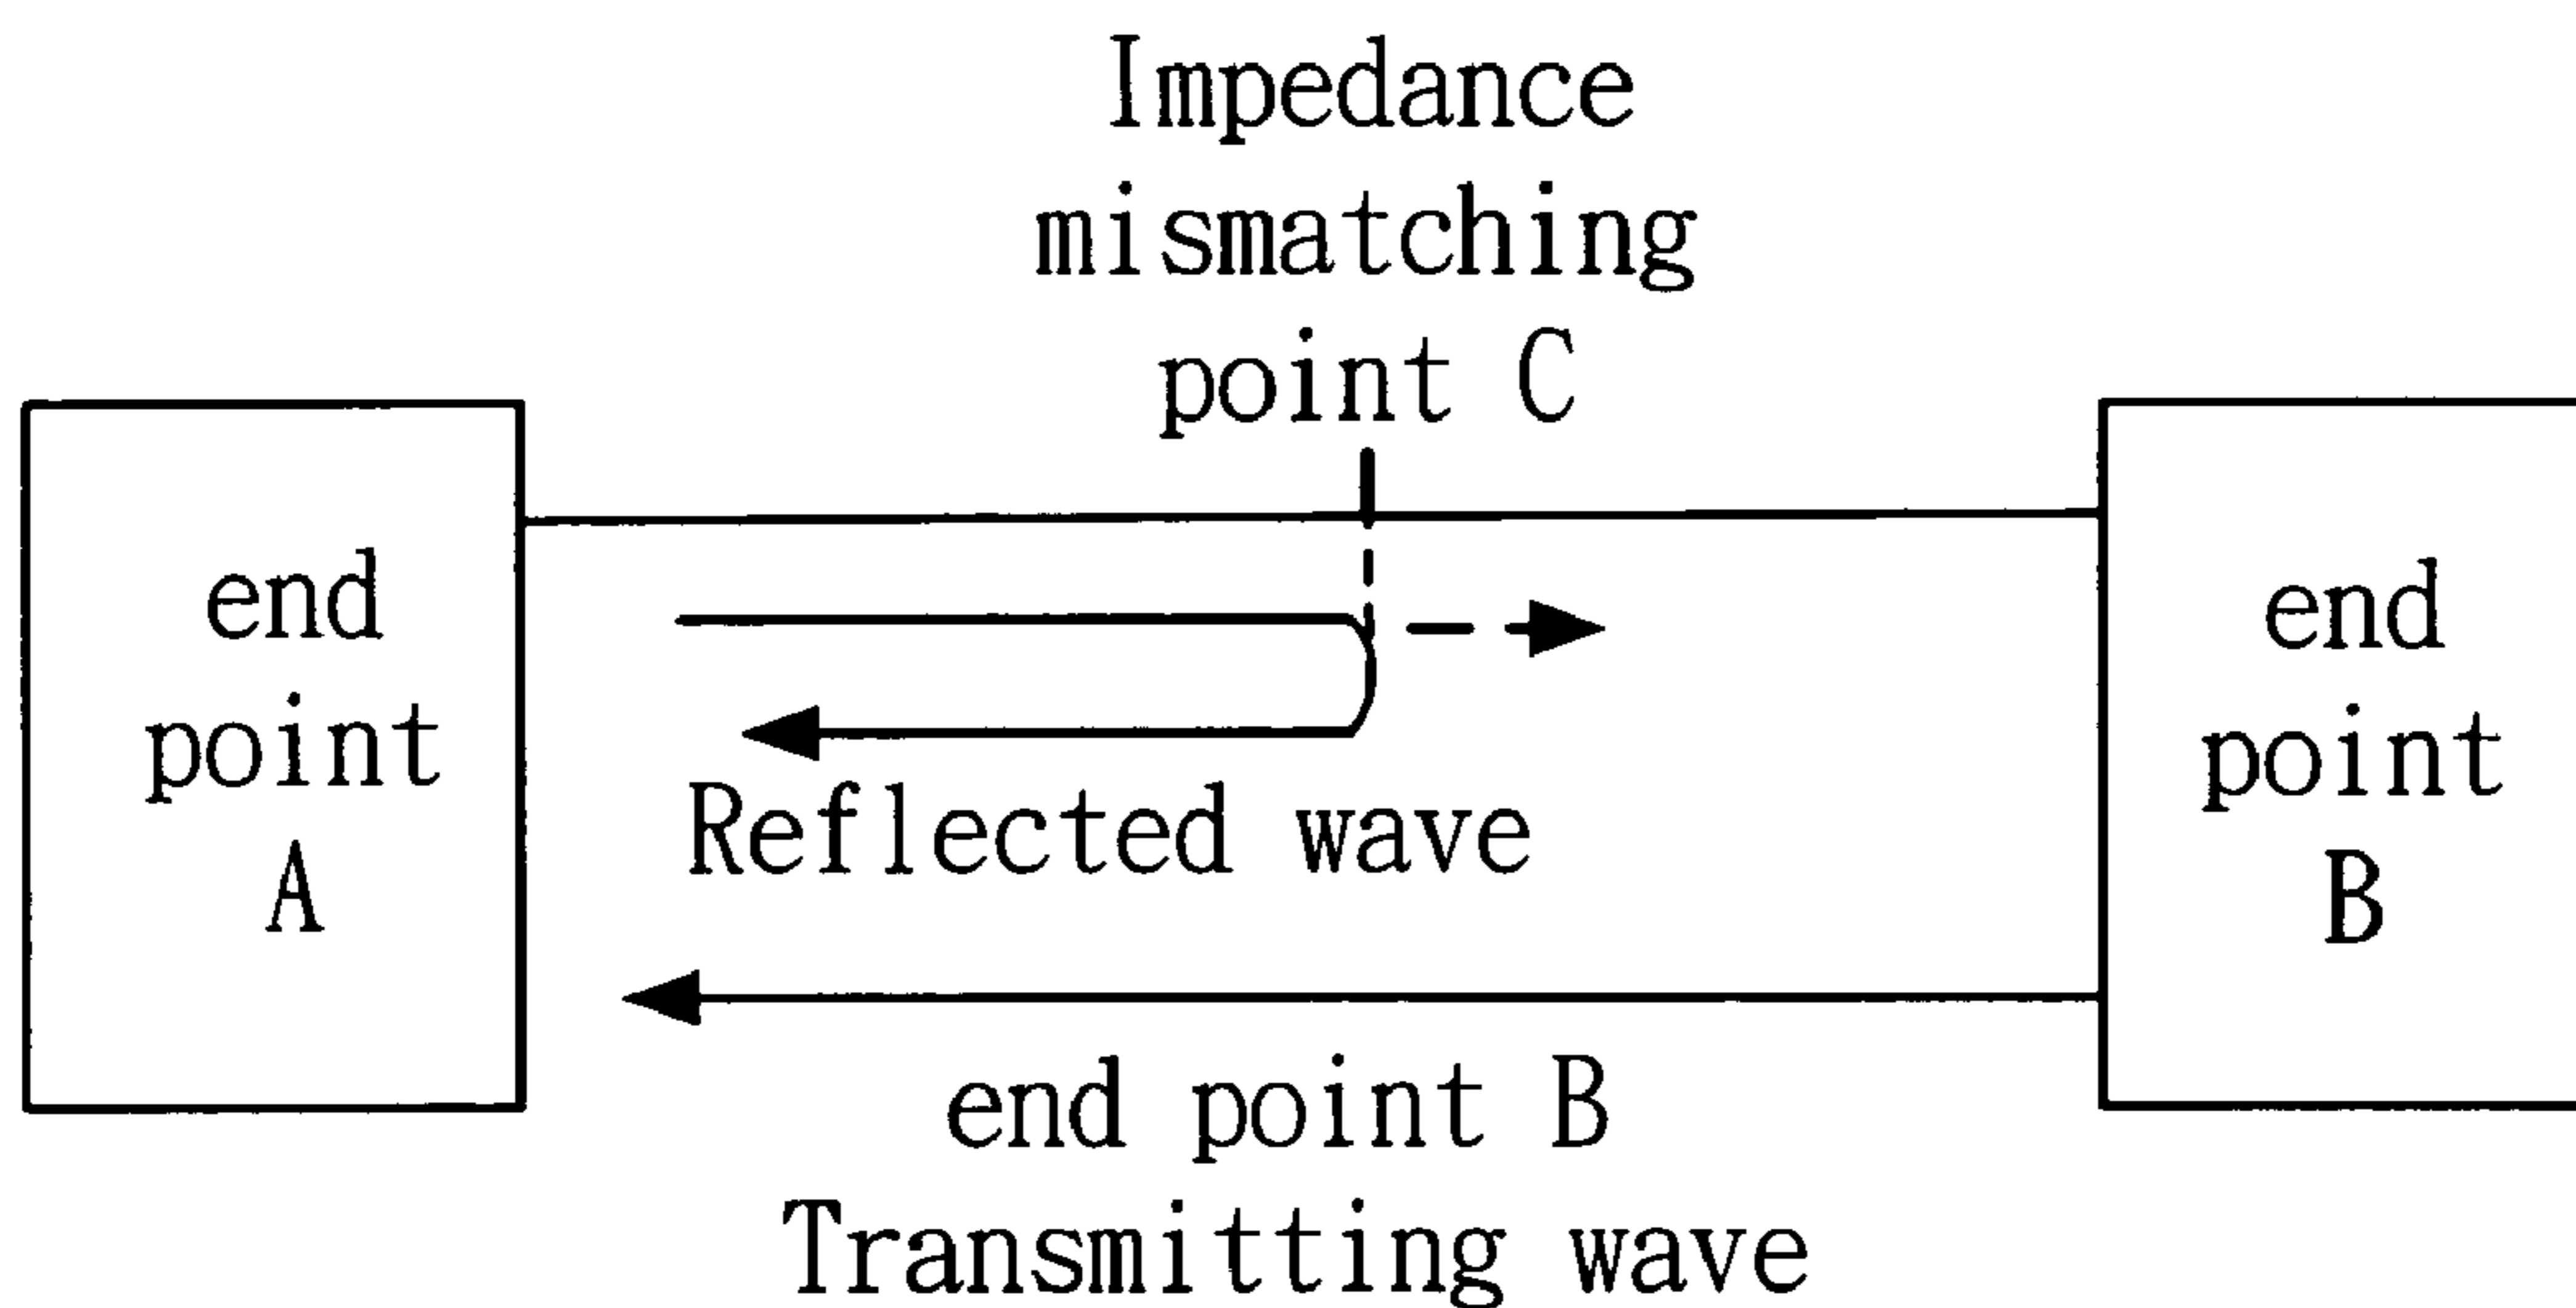 Impedance
mismatching
point C
end
point
A
end
point
B
Reflected wave
end point B
Transmitting wave